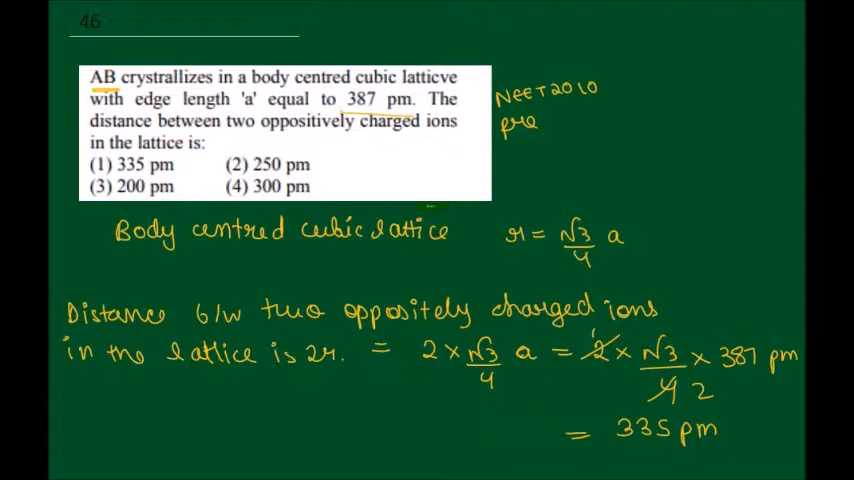 46
AB crystrallizes in a body centred cubic latticve
with edge length 'a' equal to 387 pm. The
distance between two oppositively charged ions
in the lattice is:
(1) 335 pm (2) 250 pm
(3) 200 pm (4) 300 pm
NEET 2010
pre
Body centred cubic lattice r = √3/4 a
Distance b/w two oppositely charged ions
in the lattice is 2r. = 2 × √3/4 a = 2 × √3/4 × 387 pm
1 2
= 335 pm